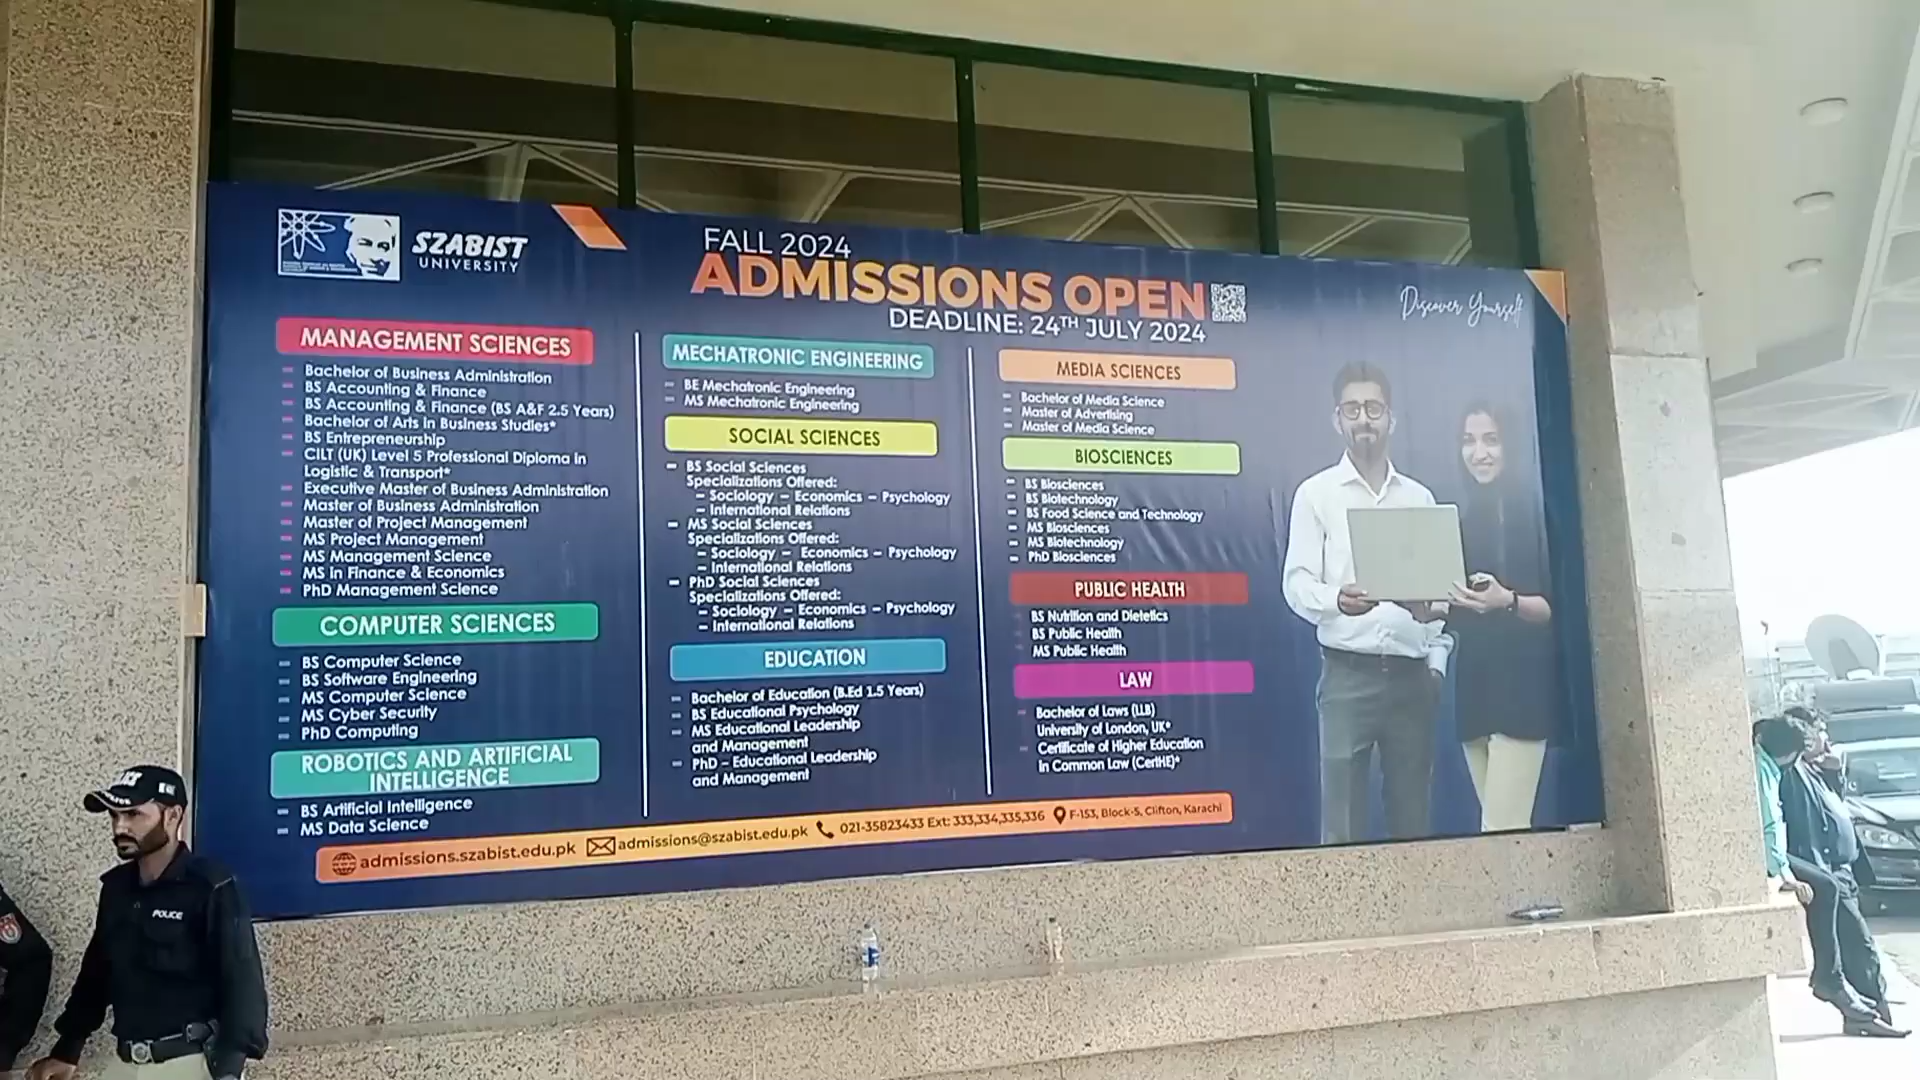 SZABIST
UNIVERSITY
FALL 2024
ADMISSIONS OPEN
DEADLINE: 24TH JULY 2024
Discover Yourself
MANAGEMENT SCIENCES
Bachelor of Business Administration
BS Accounting & Finance
BS Accounting & Finance (BS A&F 2.5 Years)
Bachelor of Arts in Business Studies*
BS Entrepreneurship
CILT (UK) Level 5 Professional Diploma in
Logistic & Transport*
Executive Master of Business Administration
Master of Business Administration
Master of Project Management
MS Project Management
MS Management Science
MS in Finance & Economics
PhD Management Science
COMPUTER SCIENCES
BS Computer Science
BS Software Engineering
MS Computer Science
MS Cyber Security
PhD Computing
ROBOTICS AND ARTIFICIAL
INTELLIGENCE
BS Artificial Intelligence
MS Data Science
MECHATRONIC ENGINEERING
BE Mechatronic Engineering
MS Mechatronic Engineering
SOCIAL SCIENCES
BS Social Sciences
Specializations Offered:
– Sociology – Economics – Psychology
– International Relations
MS Social Sciences
Specializations Offered:
– Sociology – Economics – Psychology
– International Relations
PhD Social Sciences
Specializations Offered:
– Sociology – Economics – Psychology
– International Relations
EDUCATION
Bachelor of Education (B.Ed 1.5 Years)
BS Educational Psychology
MS Educational Leadership
and Management
PhD – Educational Leadership
and Management
MEDIA SCIENCES
Bachelor of Media Science
Master of Advertising
Master of Media Science
BIOSCIENCES
BS Biosciences
BS Biotechnology
BS Food Science and Technology
MS Biosciences
MS Biotechnology
PhD Biosciences
PUBLIC HEALTH
BS Nutrition and Dietetics
BS Public Health
MS Public Health
LAW
Bachelor of Laws (LLB)
University of London, UK*
Certificate of Higher Education
in Common Law (CertHE)*
admissions.szabist.edu.pk admissions@szabist.edu.pk 021-35823433 Ext: 333,334,335,336 F-153, Block-5, Clifton, Karachi
POLICE